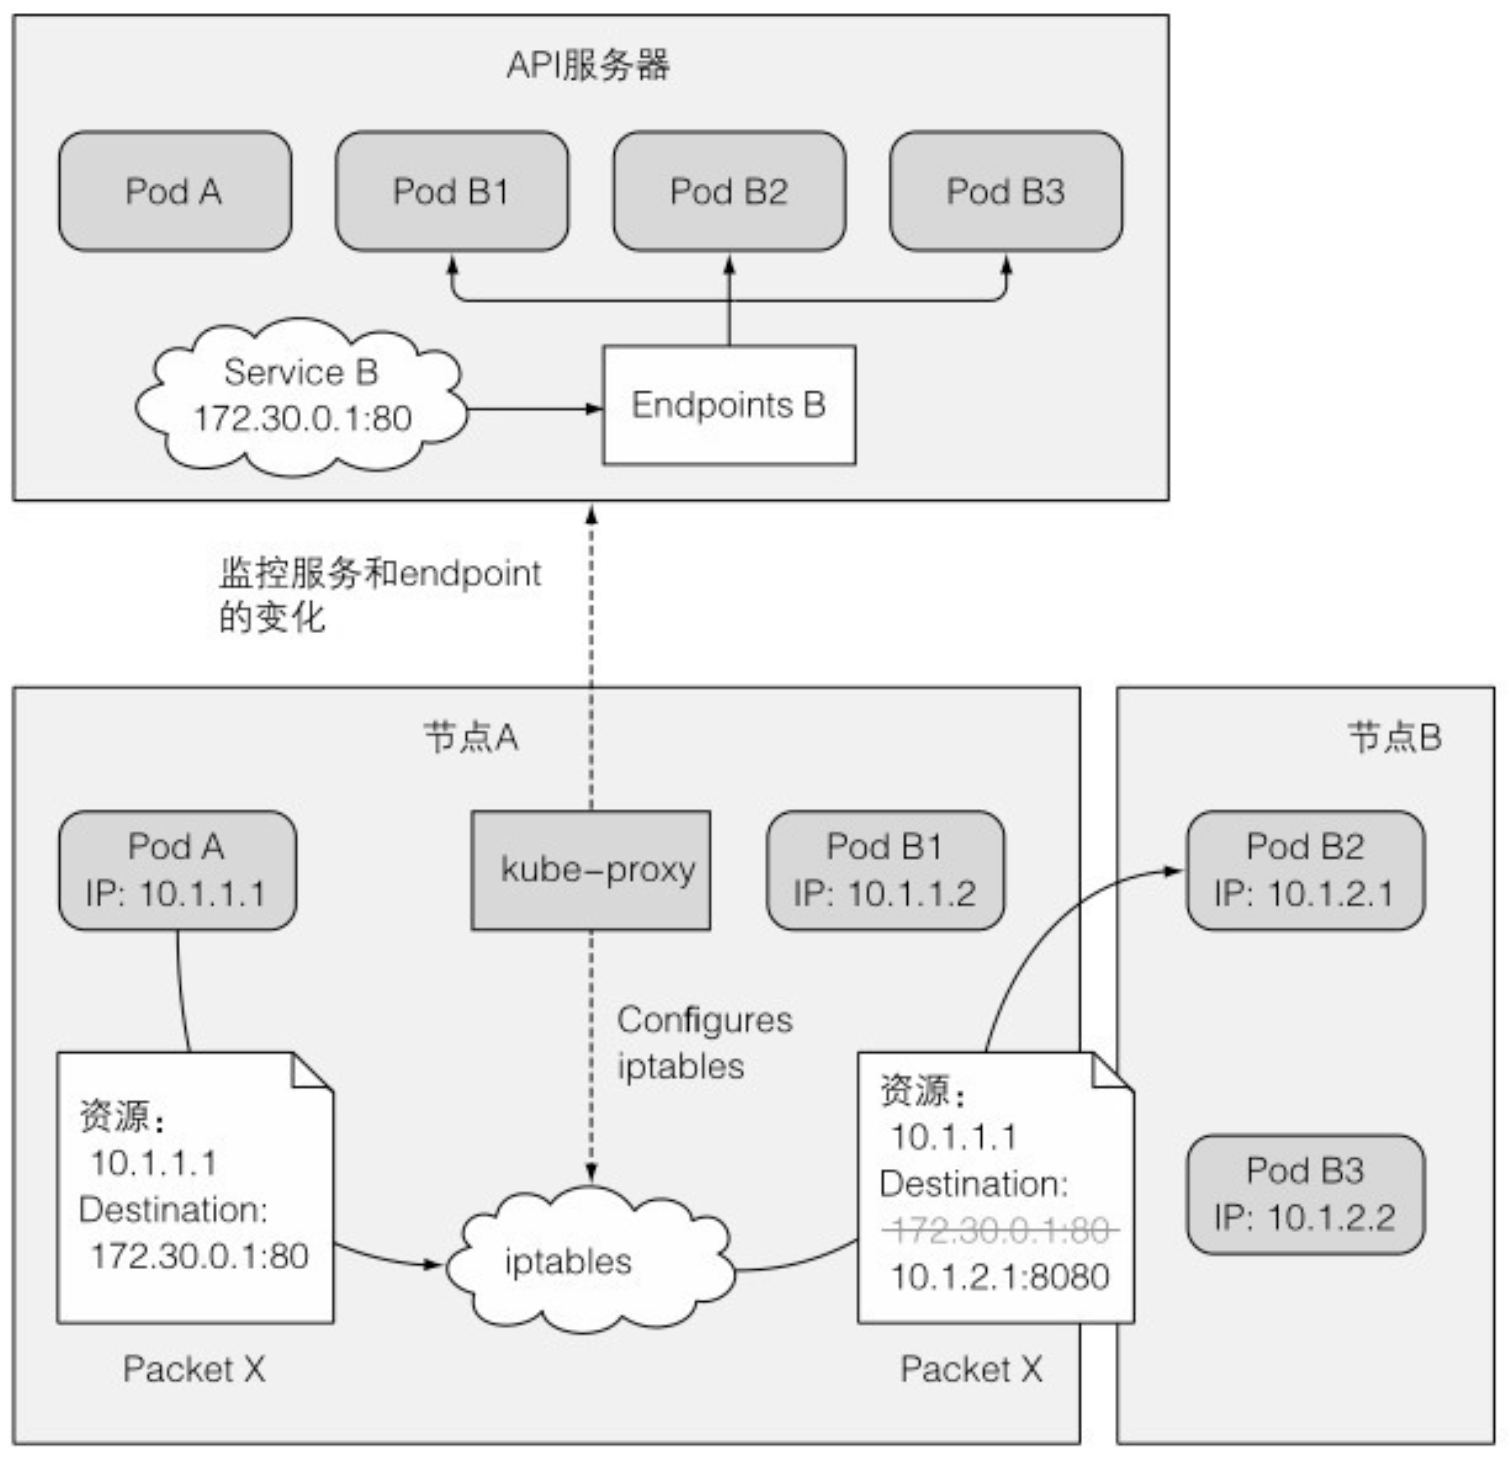 API服务器
Pod A
Pod B1
Pod B2
Pod B3
Service B
172.30.0.1:80
Endpoints B
监控服务和endpoint
的变化
节点A
节点B
Pod A
IP: 10.1.1.1
kube-proxy
Pod B1
IP: 10.1.1.2
Pod B2
IP: 10.1.2.1
Configures
iptables
资源：
10.1.1.1
Destination:
172.30.0.1:80
Packet X
iptables
资源：
10.1.1.1
Destination:
172.30.0.1:80
10.1.2.1:8080
Packet X
Pod B3
IP: 10.1.2.2